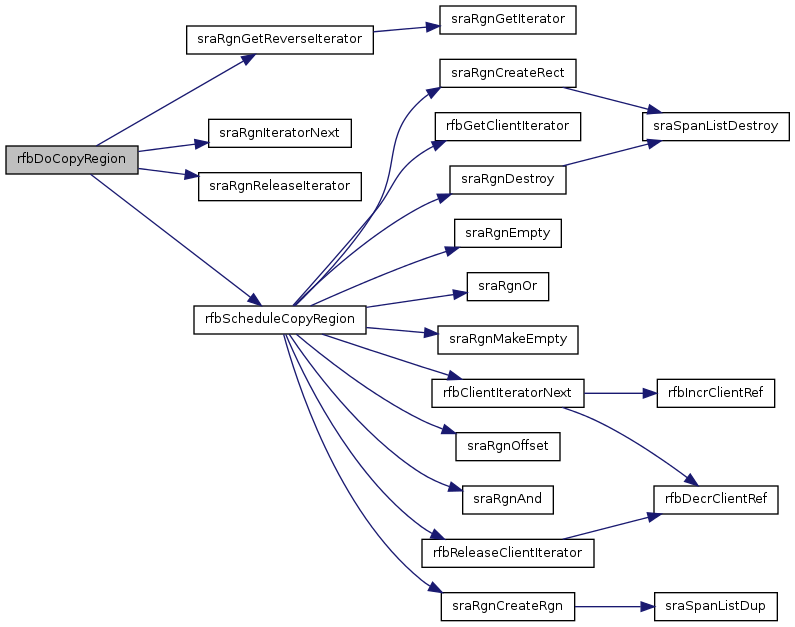 sraRgnGetIterator
sraRgnGetReverseIterator
sraRgnCreateRect
rfbGetClientIterator
sraSpanListDestroy
sraRgnIteratorNext
rfbDoCopyRegion
sraRgnReleaseIterator
sraRgnDestroy
sraRgnEmpty
sraRgnOr
rfbScheduleCopyRegion
sraRgnMakeEmpty
rfbClientIteratorNext
rfbIncrClientRef
sraRgnOffset
sraRgnAnd
rfbDecrClientRef
rfbReleaseClientIterator
sraRgnCreateRgn
sraSpanListDup